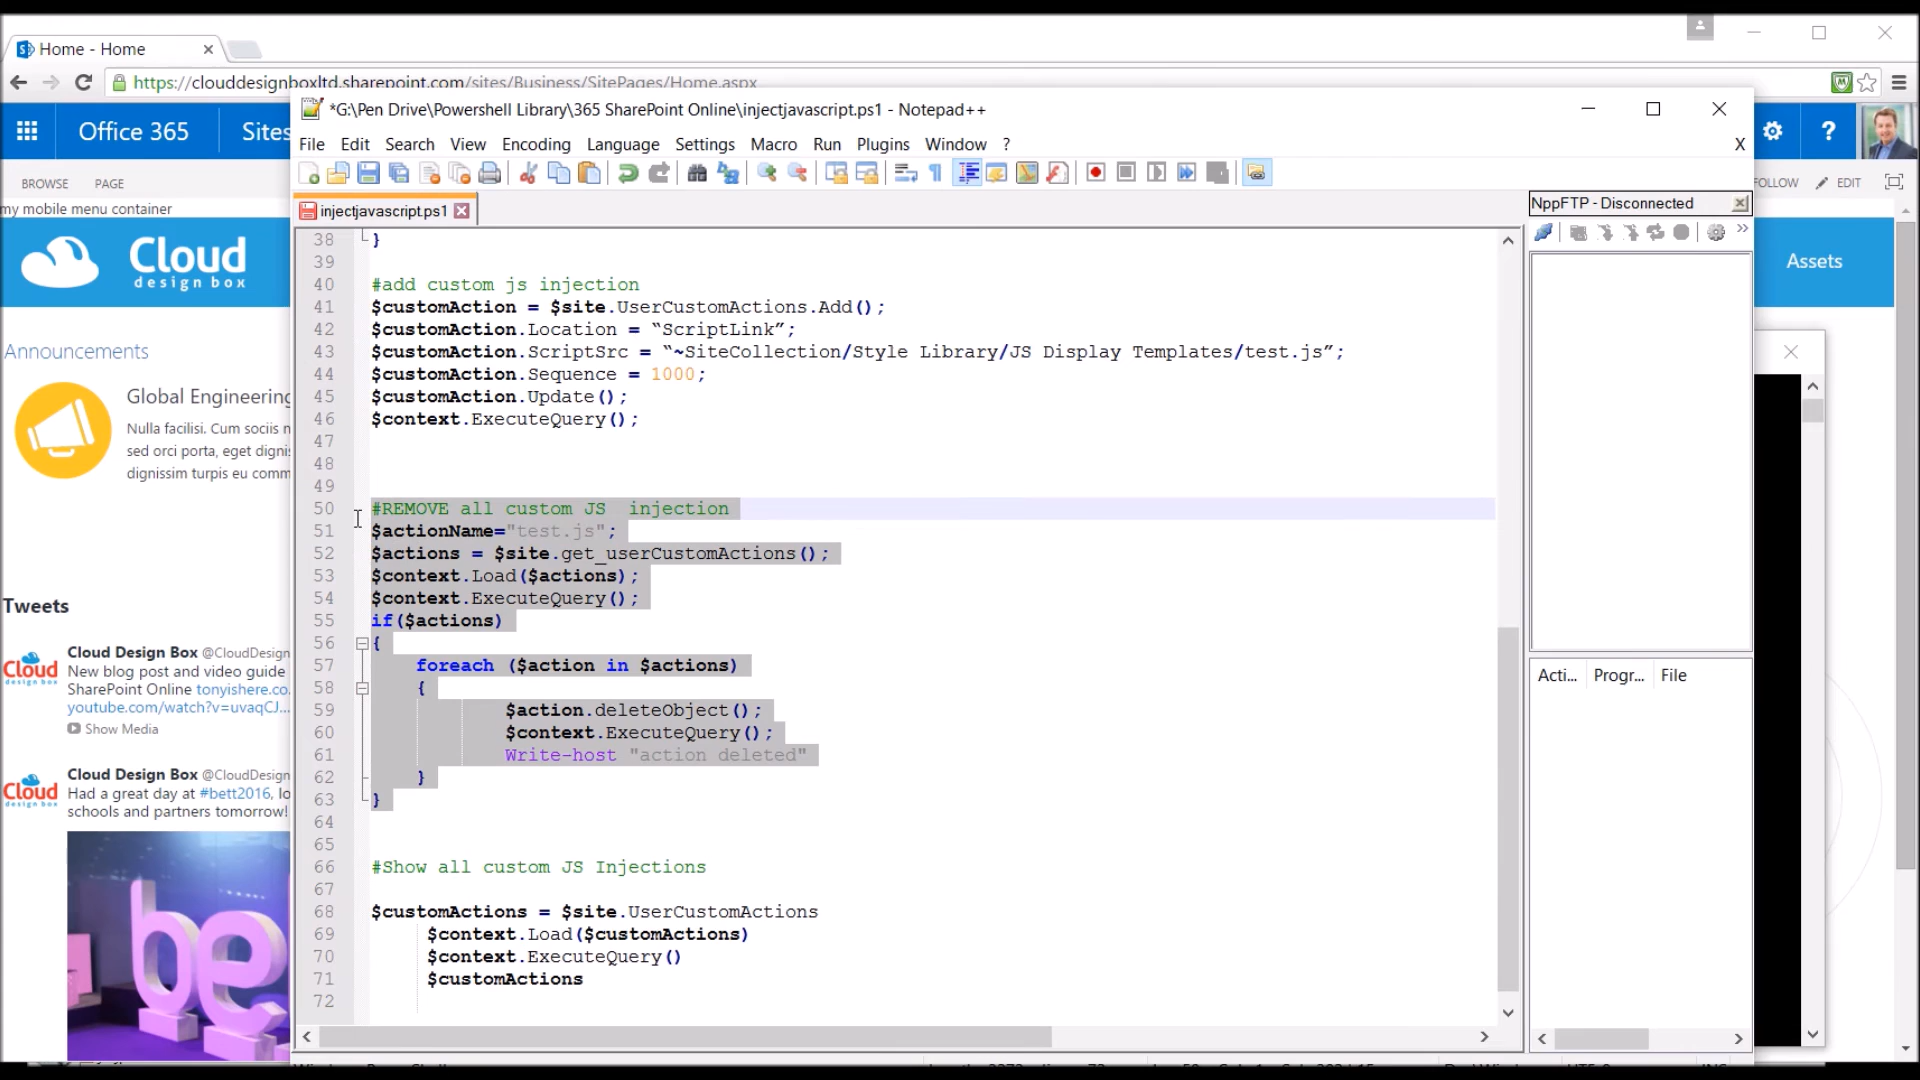 Home - Home
https://clouddesignboxltd.sharepoint.com/sites/Business/SitePages/Home.aspx
Office 365
Sites
?
BROWSE
PAGE
FOLLOW
EDIT
my mobile menu container
Cloud
design box
Assets
Announcements
Global Engineering
Nulla facilisi. Cum sociis n
sed orci porta, eget dignis
dignissim turpis eu comm
Tweets
Cloud Design Box @CloudDesign
New blog post and video guide
SharePoint Online tonyishere.co.
youtube.com/watch?v=uvaqCJ...
Show Media
Cloud Design Box @CloudDesign
Had a great day at #bett2016, lo
schools and partners tomorrow!
be
*G:\Pen Drive\Powershell Library\365 SharePoint Online\injectjavascript.ps1 - Notepad++
File Edit Search View Encoding Language Settings Macro Run Plugins Window ?
X
injectjavascript.ps1
38 }
39
40 #add custom js injection
41 $customAction = $site.UserCustomActions.Add();
42 $customAction.Location = “ScriptLink”;
43 $customAction.ScriptSrc = “~SiteCollection/Style Library/JS Display Templates/test.js”;
44 $customAction.Sequence = 1000;
45 $customAction.Update();
46 $context.ExecuteQuery();
47
48
49
50 #REMOVE all custom JS  injection
51 $actionName="test.js";
52 $actions = $site.get_userCustomActions();
53 $context.Load($actions);
54 $context.ExecuteQuery();
55 if($actions)
56 {
57 foreach ($action in $actions)
58 {
59 $action.deleteObject();
60 $context.ExecuteQuery();
61 Write-host "action deleted"
62 }
63 }
64
65
66 #Show all custom JS Injections
67
68 $customActions = $site.UserCustomActions
69 $context.Load($customActions)
70 $context.ExecuteQuery()
71 $customActions
72
NppFTP - Disconnected
Acti... Progr... File